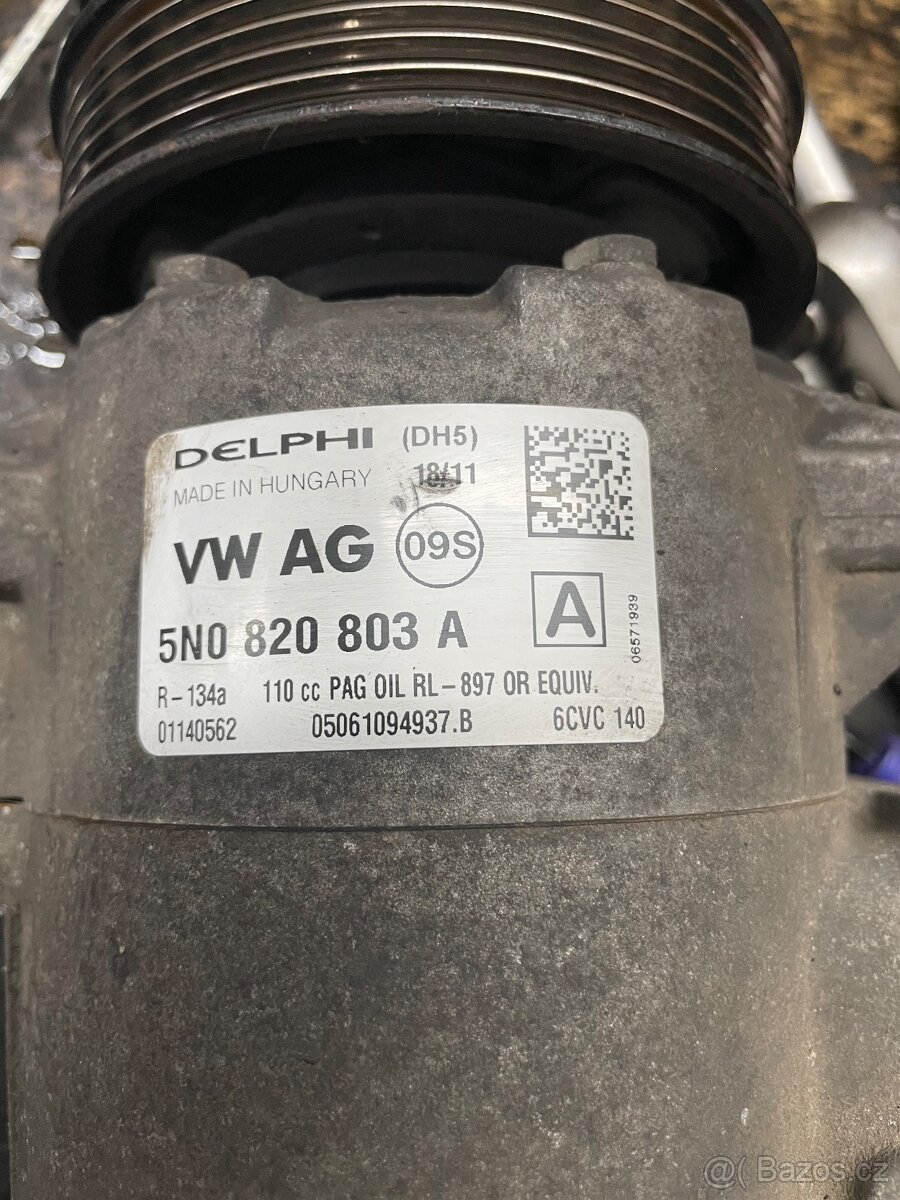 DELPHI (DH5)
MADE IN HUNGARY 18/11
VW AG 09S
5N0 820 803 A A
06571939
R-134a 110 cc PAG OIL RL-897 OR EQUIV.
01140562 05061094937.B 6CVC 140
@( Bazos.cz